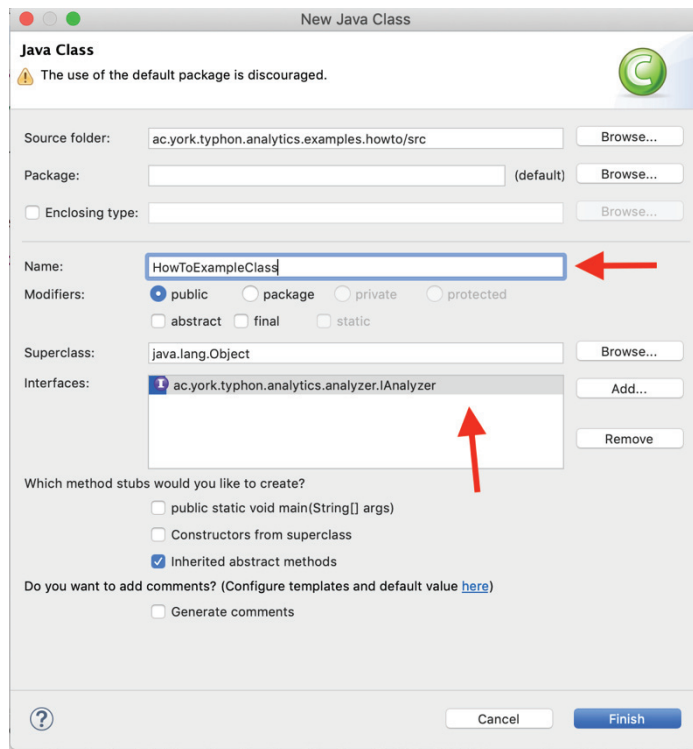 New Java Class
Java Class
The use of the default package is discouraged.
C
Source folder: ac.york.typhon.analytics.examples.howto/src Browse...
Package: (default) Browse...
Enclosing type: Browse...
Name: HowToExampleClass
Modifiers: public package private protected
abstract final static
Superclass: java.lang.Object Browse...
Interfaces: I ac.york.typhon.analytics.analyzer.IAnalyzer Add...
Remove
Which method stubs would you like to create?
public static void main(String[] args)
Constructors from superclass
Inherited abstract methods
Do you want to add comments? (Configure templates and default value here)
Generate comments
? Cancel Finish